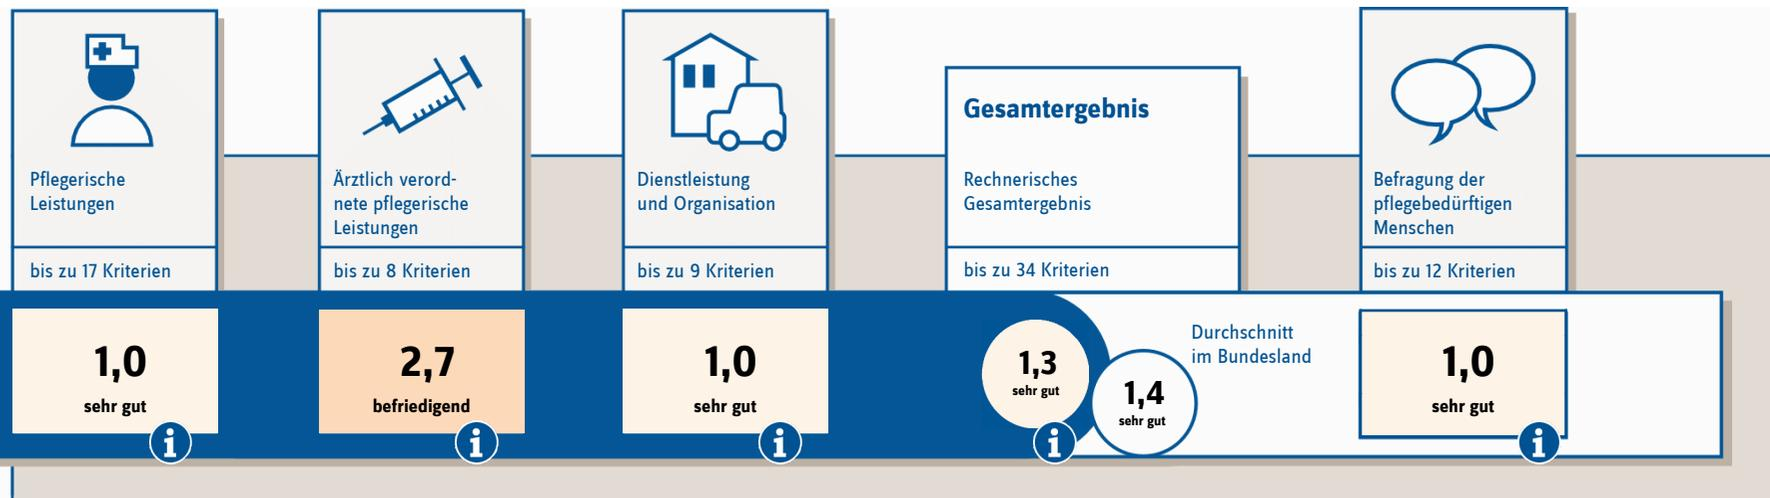 Pflegerische
Leistungen
bis zu 17 Kriterien
1,0
sehr gut
Ärztlich verord-
nete pflegerische
Leistungen
bis zu 8 Kriterien
2,7
befriedigend
Dienstleistung
und Organisation
bis zu 9 Kriterien
1,0
sehr gut
Gesamtergebnis
Rechnerisches
Gesamtergebnis
bis zu 34 Kriterien
1,3
sehr gut
1,4
sehr gut
Durchschnitt
im Bundesland
Befragung der
pflegebedürftigen
Menschen
bis zu 12 Kriterien
1,0
sehr gut